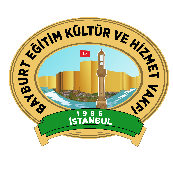 BAYBURT EĞİTİM KÜLTÜR VE HİZMET VAKFI
1986
İSTANBUL